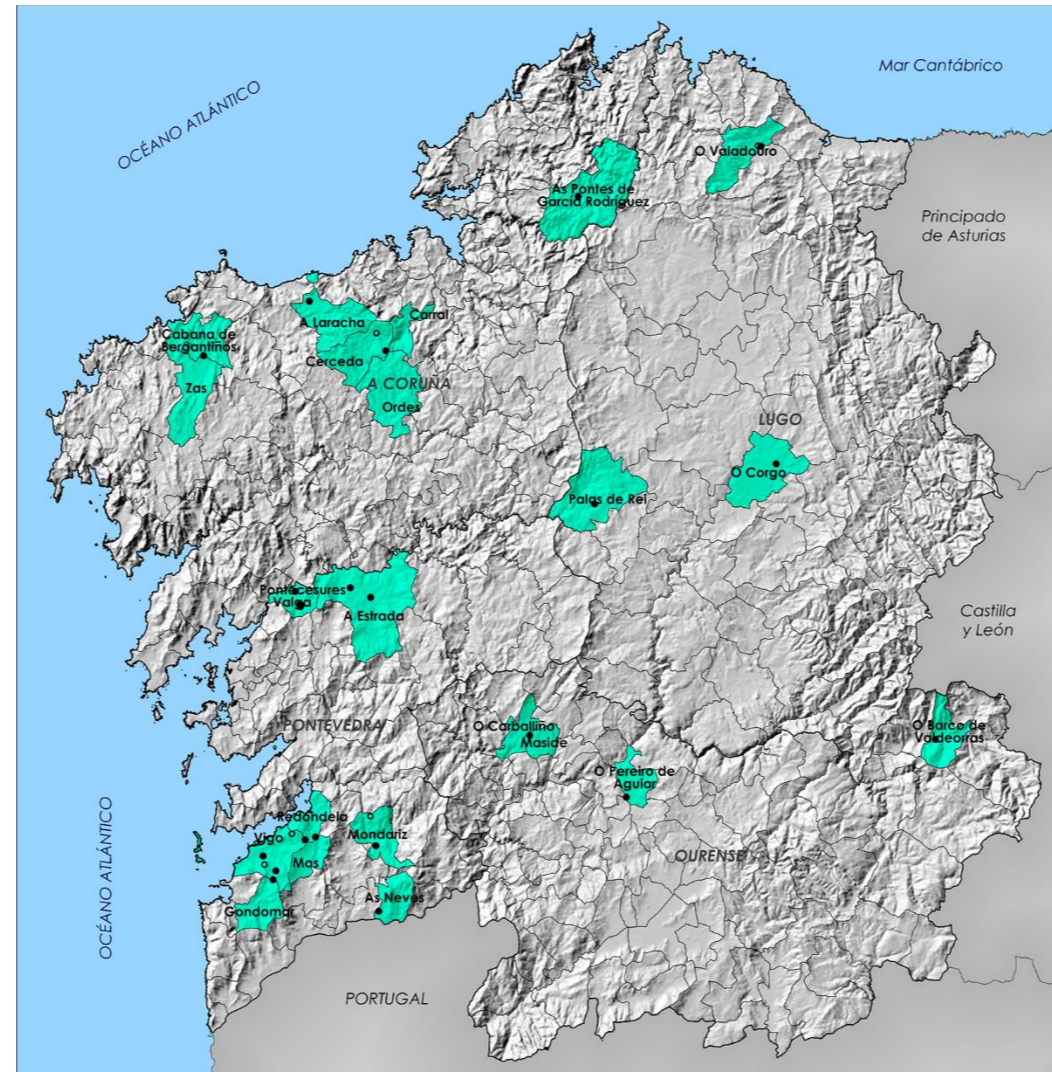 Mar Cantábrico
OCÉANO ATLÁNTICO
O Valadouro
As Pontes de
García Rodríguez
Principado
de Asturias
Carral
A Laracha
Cabana de
Bergantiños
Cerceda
Zas
A CORUÑA
Ordes
LUGO
O Corgo
Palas de Rei
Pontecesures
Valga
A Estrada
Castilla
y León
PONTEVEDRA
O Carballiño
Maside
O Barco de
Valdeorras
O Pereiro de
Aguiar
Redondela
Vigo
Mondariz
Mos
OURENSE
OCÉANO ATLÁNTICO
As Neves
Gondomar
PORTUGAL